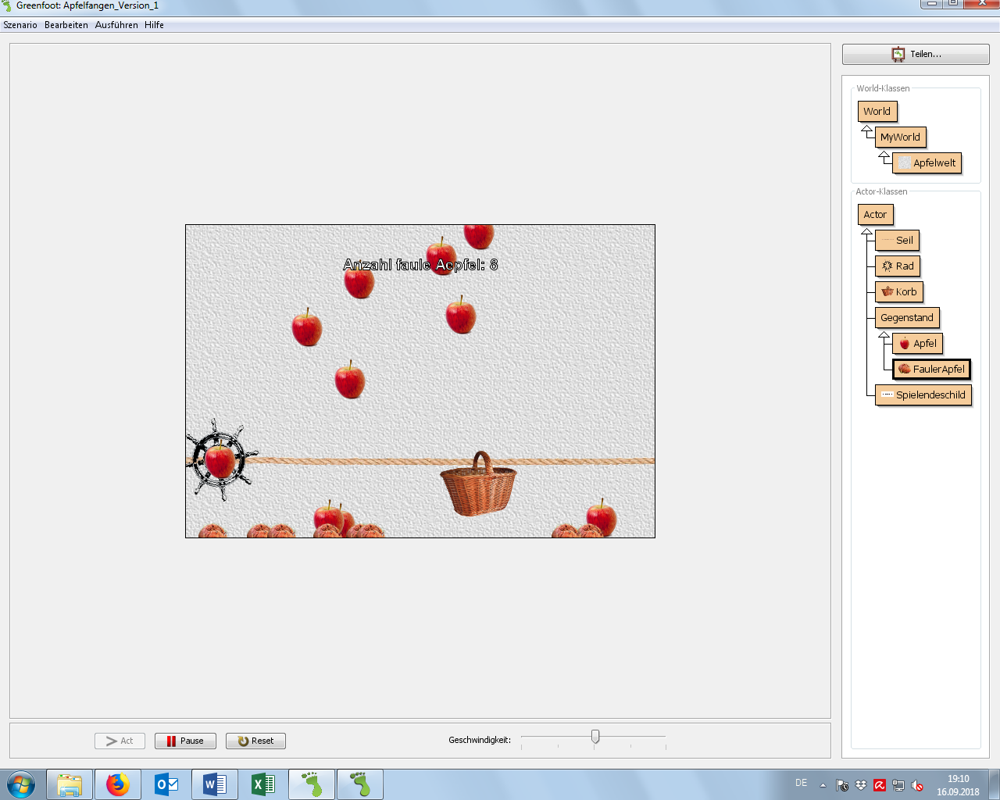 Greenfoot: Apfelfangen_Version_1
Szenario Bearbeiten Ausführen Hilfe
Teilen...
World-Klassen
World
MyWorld
Apfelwelt
Actor-Klassen
Actor
Seil
Rad
Korb
Gegenstand
Apfel
FaulerApfel
Spielendeschild
Anzahl faule Aepfel: 8
Act
Pause
Reset
Geschwindigkeit:
DE
19:10
16.09.2018